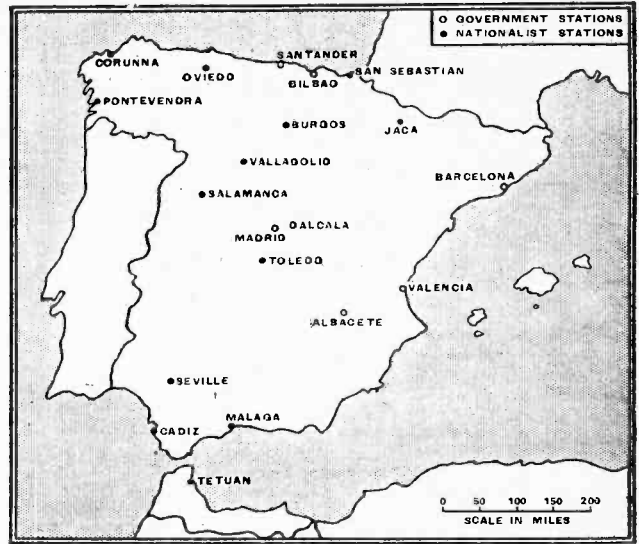 ○ GOVERNMENT STATIONS
● NATIONALIST STATIONS
CORUNNA
OVIEDO
SANTANDER
BILBAO
SAN SEBASTIAN
PONTEVENDRA
BURGOS
JACA
VALLADOLID
BARCELONA
SALAMANCA
OALCALA
MADRID
TOLEDO
VALENCIA
ALBACETE
SEVILLE
MALAGA
CADIZ
TETUAN
0 50 100 150 200
SCALE IN MILES